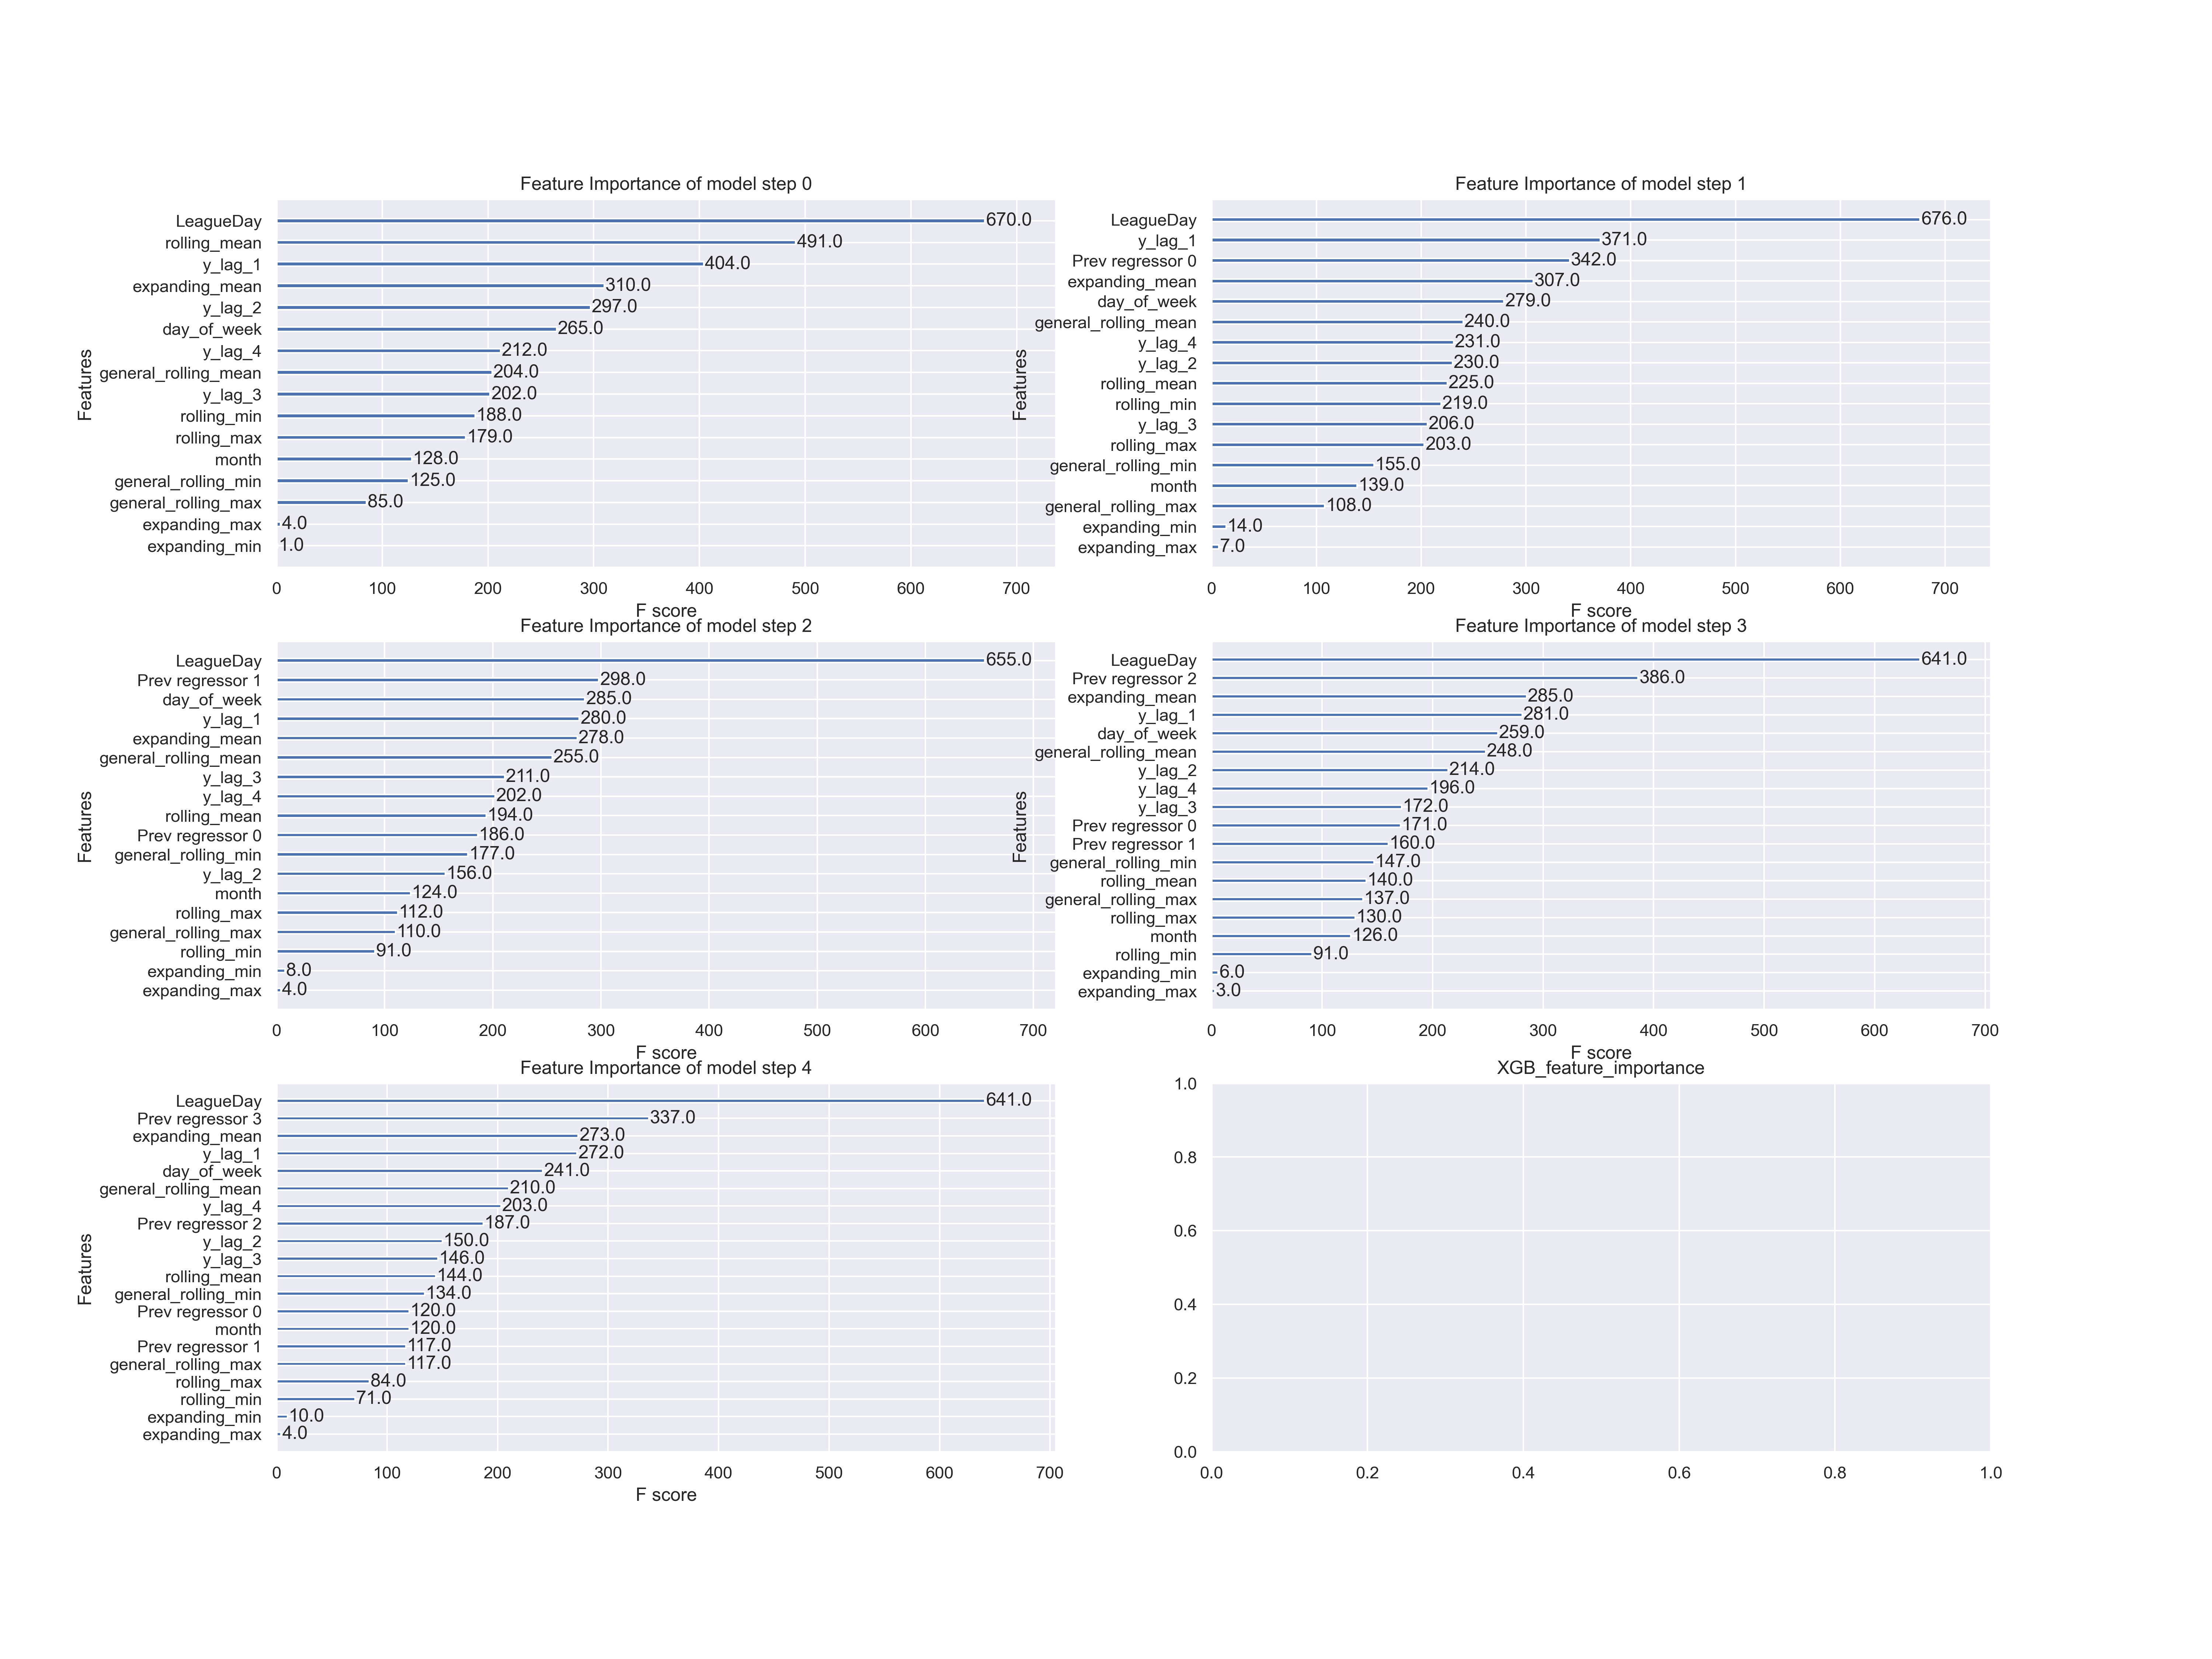 Feature Importance of model step 0
Features
LeagueDay 670.0
rolling_mean 491.0
y_lag_1 404.0
expanding_mean 310.0
y_lag_2 297.0
day_of_week 265.0
y_lag_4 212.0
general_rolling_mean 204.0
y_lag_3 202.0
rolling_min 188.0
rolling_max 179.0
month 128.0
general_rolling_min 125.0
general_rolling_max 85.0
expanding_max 4.0
expanding_min 1.0
0 100 200 300 400 500 600 700
F score
Feature Importance of model step 1
Features
LeagueDay 676.0
y_lag_1 371.0
Prev regressor 0 342.0
expanding_mean 307.0
day_of_week 279.0
general_rolling_mean 240.0
y_lag_4 231.0
y_lag_2 230.0
rolling_mean 225.0
rolling_min 219.0
y_lag_3 206.0
rolling_max 203.0
general_rolling_min 155.0
month 139.0
general_rolling_max 108.0
expanding_min 14.0
expanding_max 7.0
0 100 200 300 400 500 600 700
F score
Feature Importance of model step 2
Features
LeagueDay 655.0
Prev regressor 1 298.0
day_of_week 285.0
y_lag_1 280.0
expanding_mean 278.0
general_rolling_mean 255.0
y_lag_3 211.0
y_lag_4 202.0
rolling_mean 194.0
Prev regressor 0 186.0
general_rolling_min 177.0
y_lag_2 156.0
month 124.0
rolling_max 112.0
general_rolling_max 110.0
rolling_min 91.0
expanding_min 8.0
expanding_max 4.0
0 100 200 300 400 500 600 700
F score
Feature Importance of model step 3
Features
LeagueDay 641.0
Prev regressor 2 386.0
expanding_mean 285.0
y_lag_1 281.0
day_of_week 259.0
general_rolling_mean 248.0
y_lag_2 214.0
y_lag_4 196.0
y_lag_3 172.0
Prev regressor 0 171.0
Prev regressor 1 160.0
general_rolling_min 147.0
rolling_mean 140.0
general_rolling_max 137.0
rolling_max 130.0
month 126.0
rolling_min 91.0
expanding_min 6.0
expanding_max 3.0
0 100 200 300 400 500 600 700
F score
Feature Importance of model step 4
Features
LeagueDay 641.0
Prev regressor 3 337.0
expanding_mean 273.0
y_lag_1 272.0
day_of_week 241.0
general_rolling_mean 210.0
y_lag_4 203.0
Prev regressor 2 187.0
y_lag_2 150.0
y_lag_3 146.0
rolling_mean 144.0
general_rolling_min 134.0
Prev regressor 0 120.0
month 120.0
Prev regressor 1 117.0
general_rolling_max 117.0
rolling_max 84.0
rolling_min 71.0
expanding_min 10.0
expanding_max 4.0
0 100 200 300 400 500 600 700
F score
XGB_feature_importance
1.0
0.8
0.6
0.4
0.2
0.0
0.0 0.2 0.4 0.6 0.8 1.0